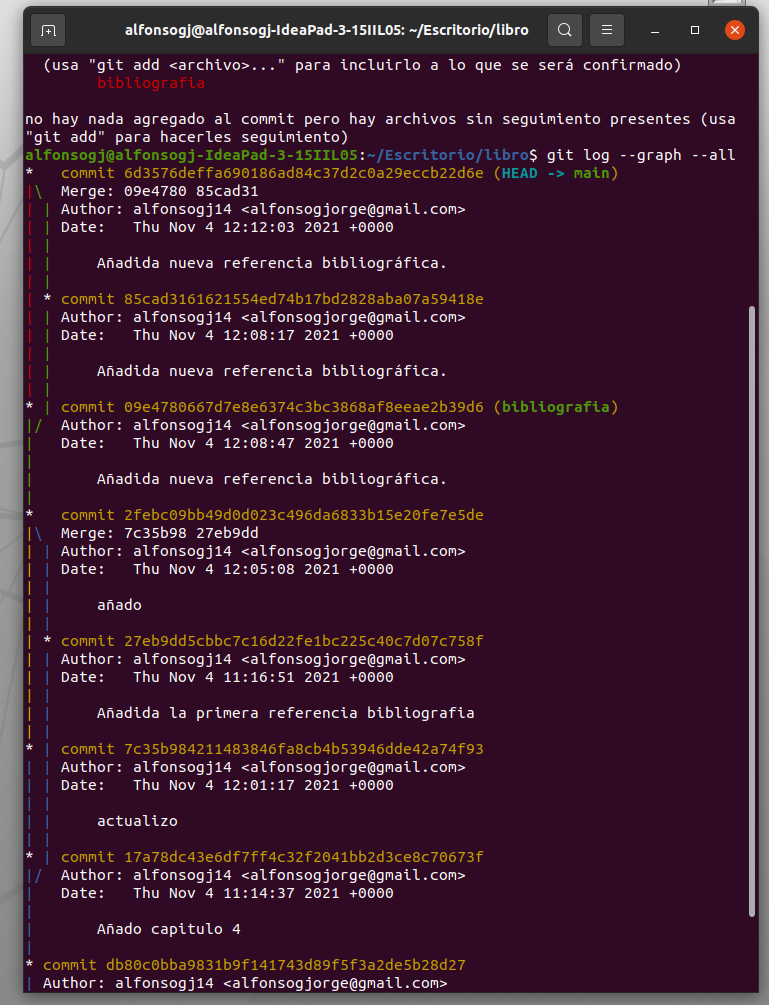 alfonsogj@alfonsogj-IdeaPad-3-15IIL05: ~/Escritorio/libro
(usa "git add <archivo>..." para incluirlo a lo que se será confirmado)
bibliografia
no hay nada agregado al commit pero hay archivos sin seguimiento presentes (usa
"git add" para hacerles seguimiento)
alfonsogj@alfonsogj-IdeaPad-3-15IIL05:~/Escritorio/libro$ git log --graph --all
*   commit 6d3576deffa690186ad84c37d2c0a29eccb22d6e (HEAD -> main)
|\  Merge: 09e4780 85cad31
| | Author: alfonsogj14 <alfonsogjorge@gmail.com>
| | Date:   Thu Nov 4 12:12:03 2021 +0000
| |
| |     Añadida nueva referencia bibliográfica.
| |
| * commit 85cad3161621554ed74b17bd2828aba07a59418e
| | Author: alfonsogj14 <alfonsogjorge@gmail.com>
| | Date:   Thu Nov 4 12:08:17 2021 +0000
| |
| |     Añadida nueva referencia bibliográfica.
| |
* | commit 09e4780667d7e8e6374c3bc3868af8eeae2b39d6 (bibliografia)
|/  Author: alfonsogj14 <alfonsogjorge@gmail.com>
|   Date:   Thu Nov 4 12:08:47 2021 +0000
|
|       Añadida nueva referencia bibliográfica.
|
*   commit 2febc09bb49d0d023c496da6833b15e20fe7e5de
|\  Merge: 7c35b98 27eb9dd
| | Author: alfonsogj14 <alfonsogjorge@gmail.com>
| | Date:   Thu Nov 4 12:05:08 2021 +0000
| |
| |     añado
| |
| * commit 27eb9dd5cbbc7c16d22fe1bc225c40c7d07c758f
| | Author: alfonsogj14 <alfonsogjorge@gmail.com>
| | Date:   Thu Nov 4 11:16:51 2021 +0000
| |
| |     Añadida la primera referencia bibliografia
| |
* | commit 7c35b984211483846fa8cb4b53946dde42a74f93
| | Author: alfonsogj14 <alfonsogjorge@gmail.com>
| | Date:   Thu Nov 4 12:01:17 2021 +0000
| |
| |     actualizo
| |
* | commit 17a78dc43e6df7ff4c32f2041bb2d3ce8c70673f
|/  Author: alfonsogj14 <alfonsogjorge@gmail.com>
|   Date:   Thu Nov 4 11:14:37 2021 +0000
|
|       Añado capitulo 4
|
* commit db80c0bba9831b9f141743d89f5f3a2de5b28d27
| Author: alfonsogj14 <alfonsogjorge@gmail.com>